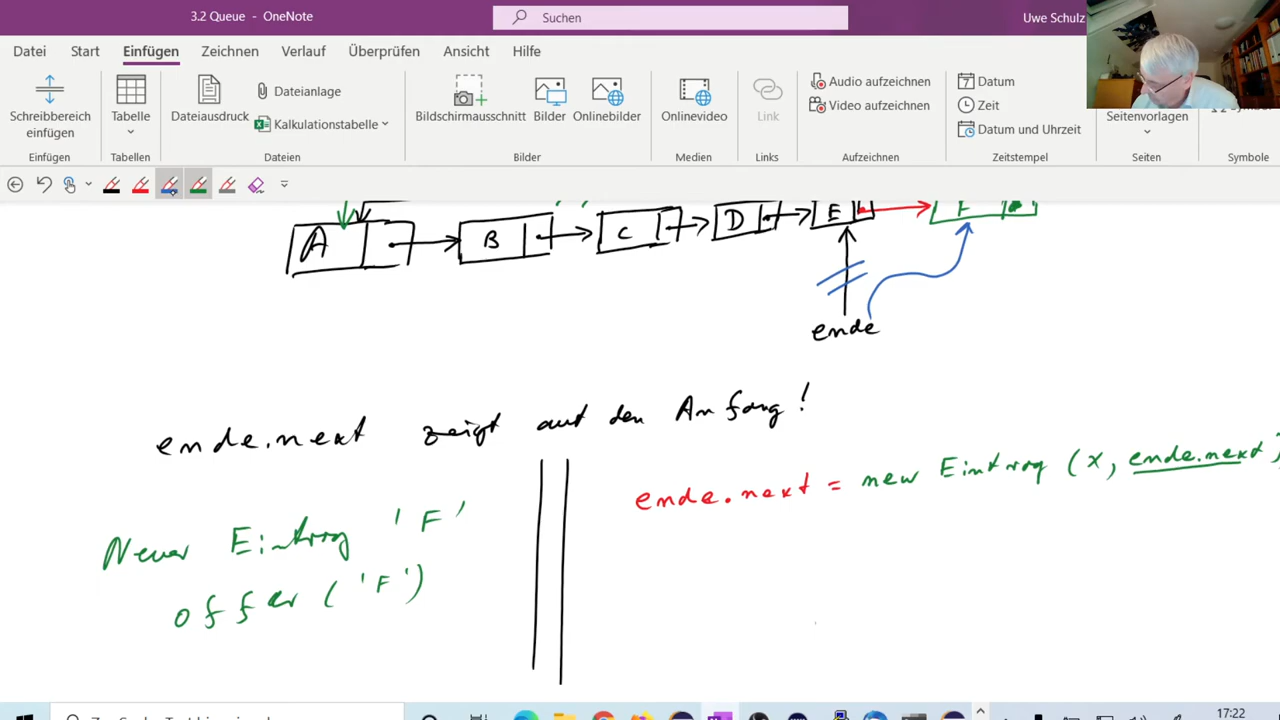 3.2 Queue - OneNote
Suchen
Uwe Schulz
Datei Start Einfügen Zeichnen Verlauf Überprüfen Ansicht Hilfe
Schreibbereich einfügen
Tabelle
Dateiausdruck
Dateianlage
Kalkulationstabelle
Bildschirmausschnitt
Bilder
Onlinebilder
Onlinevideo
Link
Audio aufzeichnen
Video aufzeichnen
Datum
Zeit
Datum und Uhrzeit
Seitenvorlagen
Einfügen Tabellen Dateien Bilder Medien Links Aufzeichnen Zeitstempel Seiten Symbole
A B C D E F
ende
ende.next zeigt auf den Anfang!
ende.next = new Eintrag (x, ende.next)
Neuer Eintrag 'F'
offer ('F')
17:22